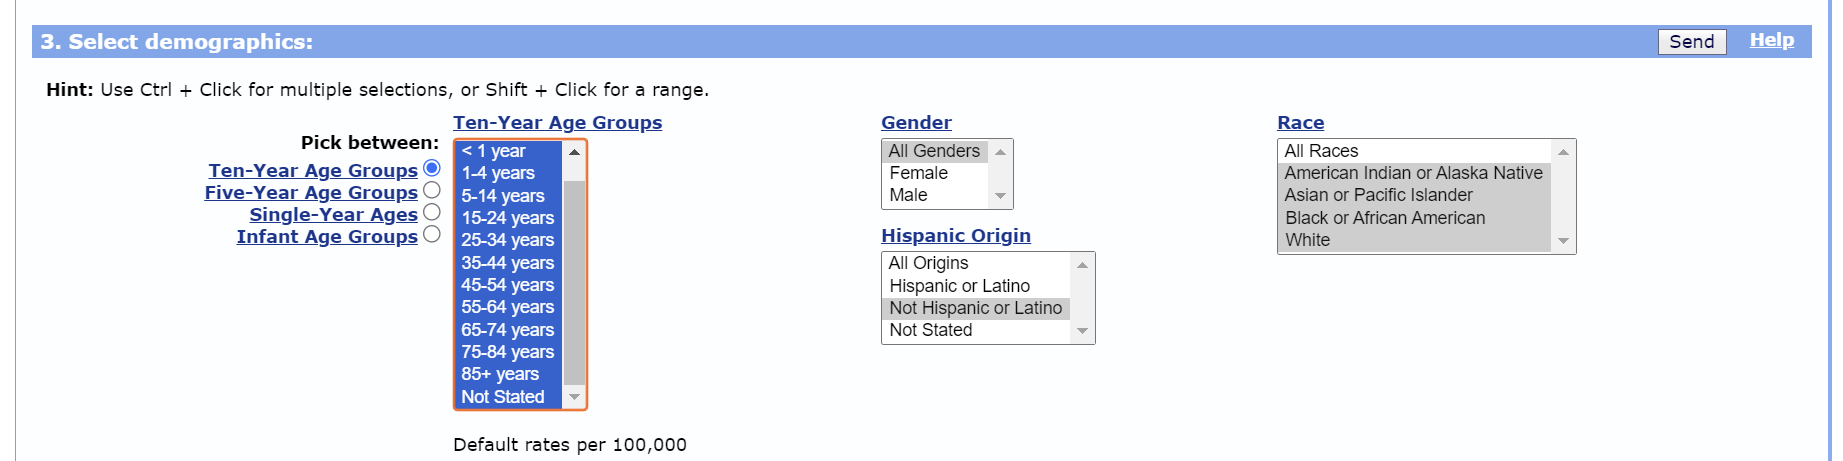 3. Select demographics:
Send
Help
Hint: Use Ctrl + Click for multiple selections, or Shift + Click for a range.
Pick between:
Ten-Year Age Groups
Five-Year Age Groups
Single-Year Ages
Infant Age Groups
Ten-Year Age Groups
< 1 year
1-4 years
5-14 years
15-24 years
25-34 years
35-44 years
45-54 years
55-64 years
65-74 years
75-84 years
85+ years
Not Stated
Default rates per 100,000
Gender
All Genders
Female
Male
Hispanic Origin
All Origins
Hispanic or Latino
Not Hispanic or Latino
Not Stated
Race
All Races
American Indian or Alaska Native
Asian or Pacific Islander
Black or African American
White